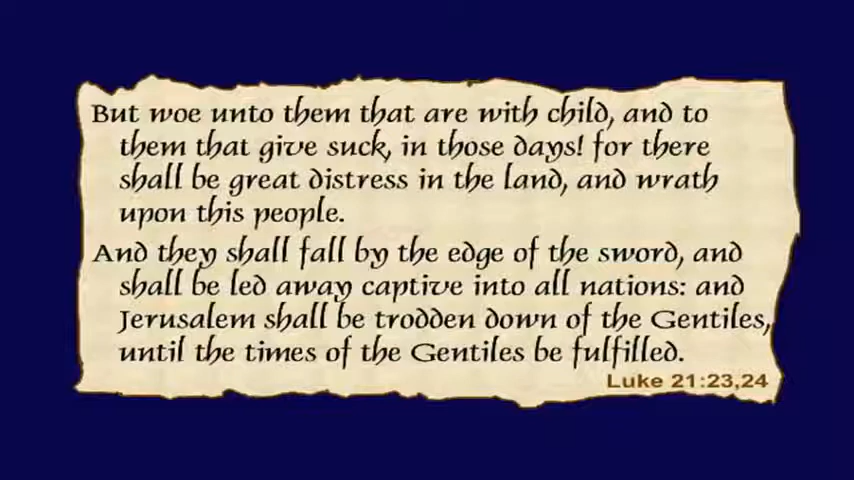 But woe unto them that are with child, and to
them that give suck, in those days! for there
shall be great distress in the land, and wrath
upon this people.
And they shall fall by the edge of the sword, and
shall be led away captive into all nations: and
Jerusalem shall be trodden down of the Gentiles,
until the times of the Gentiles be fulfilled.
Luke 21:23,24